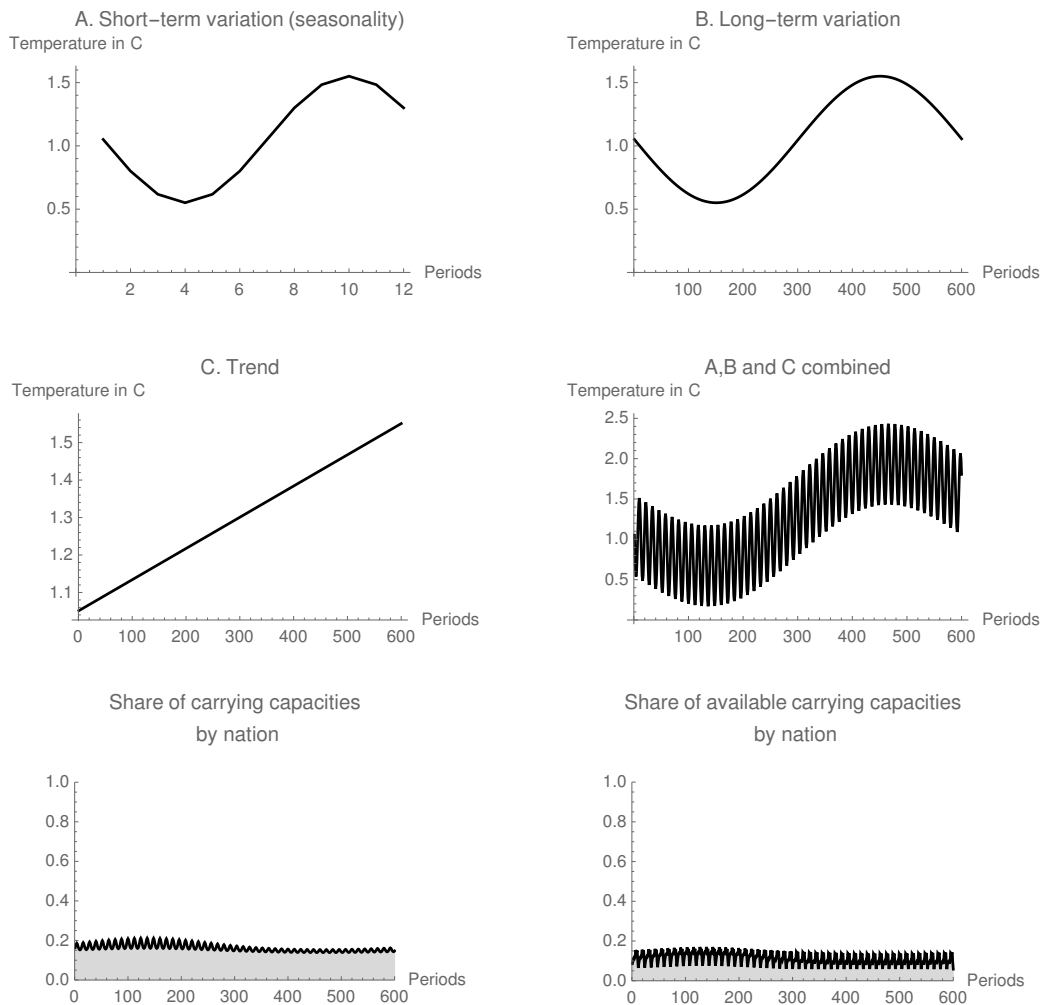 A. Short−term variation (seasonality)
Temperature in C
1.5
1.0
0.5
Periods
2 4 6 8 10 12
B. Long−term variation
Temperature in C
1.5
1.0
0.5
Periods
100 200 300 400 500 600
C. Trend
Temperature in C
1.5
1.4
1.3
1.2
1.1
Periods
0 100 200 300 400 500 600
A,B and C combined
Temperature in C
2.5
2.0
1.5
1.0
0.5
Periods
100 200 300 400 500 600
Share of carrying capacities
by nation
1.0
0.8
0.6
0.4
0.2
0.0
Periods
0 100 200 300 400 500 600
Share of available carrying capacities
by nation
1.0
0.8
0.6
0.4
0.2
0.0
Periods
0 100 200 300 400 500 600